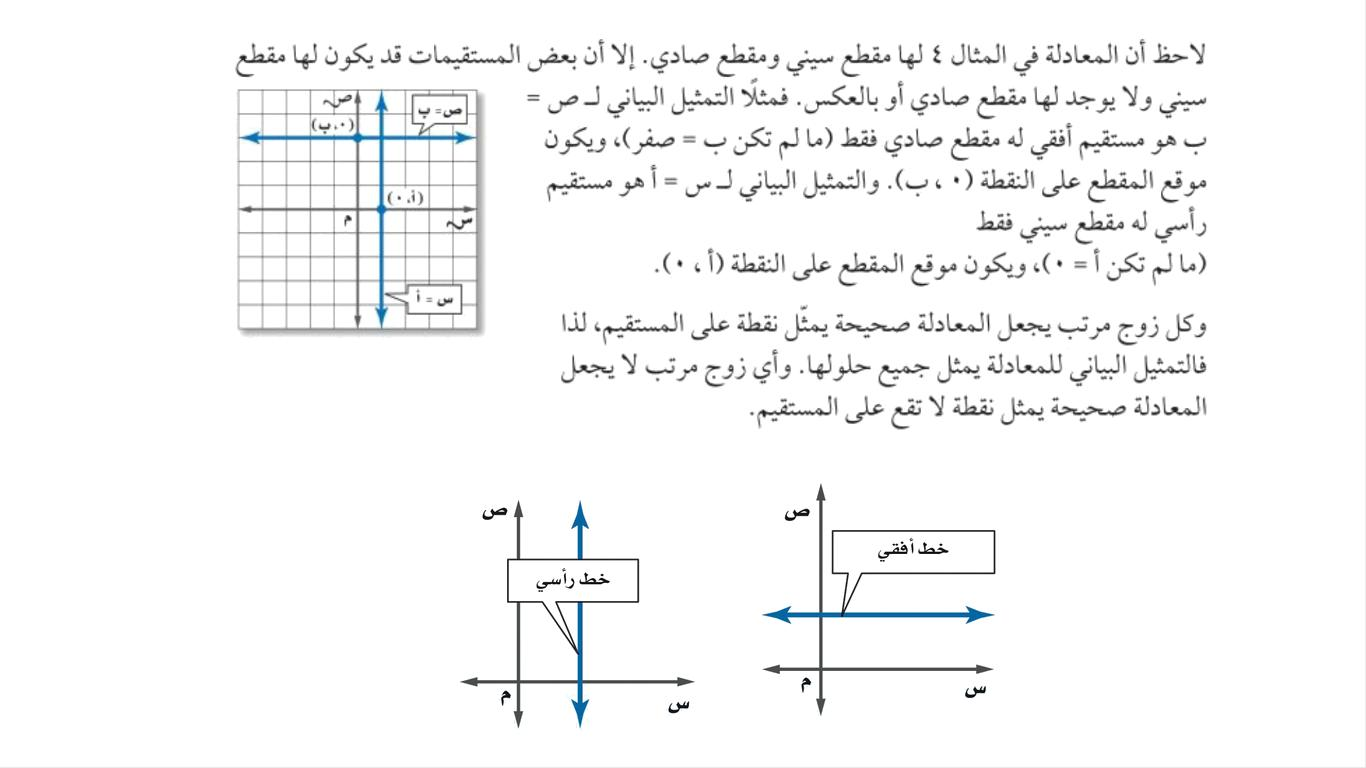 لاحظ أن المعادلة في المثال ٤ لها مقطع سيني ومقطع صادي. إلا أن بعض المستقيمات قد يكون لها مقطع
سيني ولا يوجد لها مقطع صادي أو بالعكس. فمثلًا التمثيل البياني لـ ص =
ب هو مستقيم أفقي له مقطع صادي فقط (ما لم تكن ب = صفر)، ويكون
موقع المقطع على النقطة (٠ ، ب). والتمثيل البياني لـ س = أ هو مستقيم
رأسي له مقطع سيني فقط
(ما لم تكن أ = ٠)، ويكون موقع المقطع على النقطة (أ ، ٠).
ص
ص = ب
(٠، ب)
(أ، ٠)
م
س
س = أ
وكل زوج مرتب يجعل المعادلة صحيحة يمثّل نقطة على المستقيم، لذا
فالتمثيل البياني للمعادلة يمثل جميع حلولها. وأي زوج مرتب لا يجعل
المعادلة صحيحة يمثل نقطة لا تقع على المستقيم.
ص
خط أفقي
م
س
ص
خط رأسي
م
س